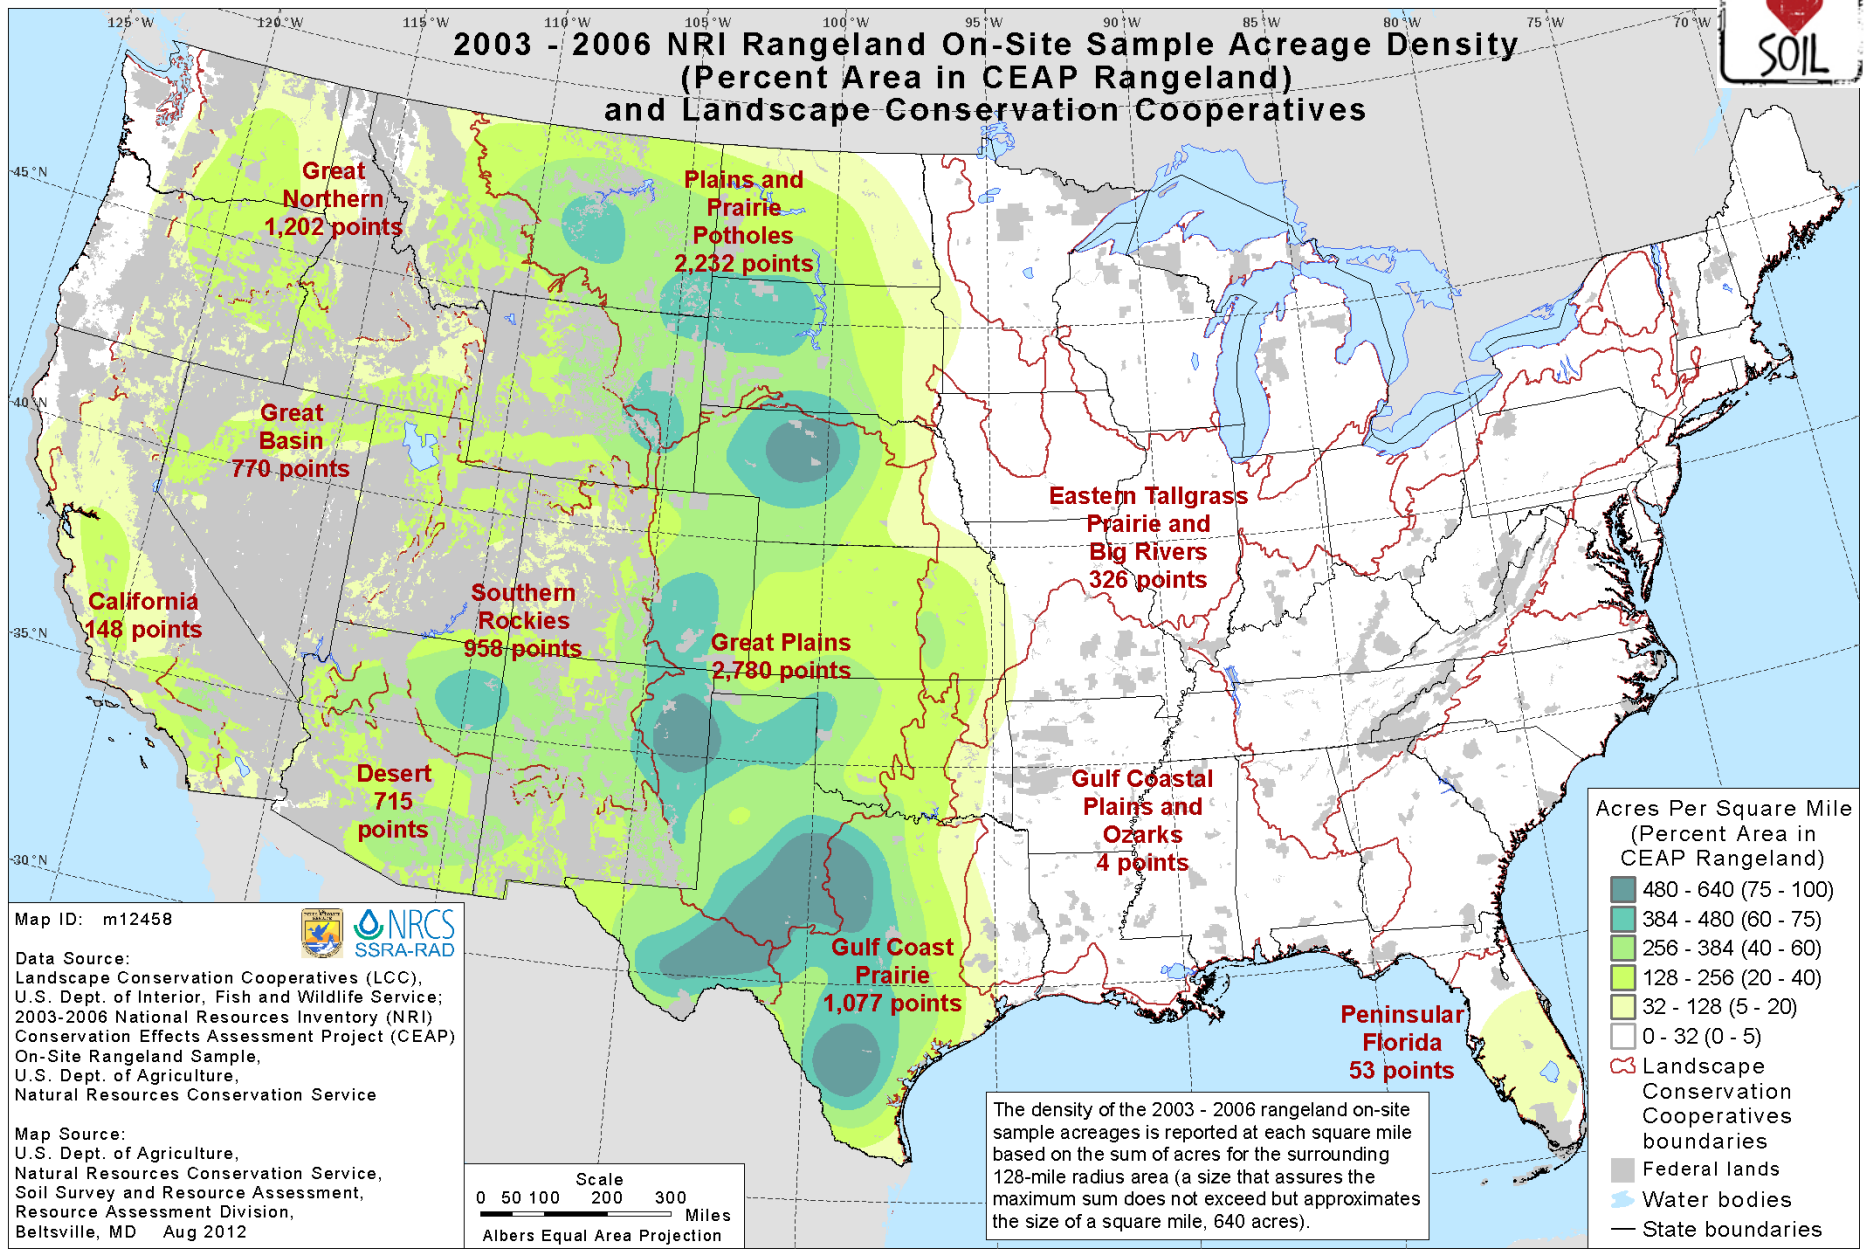 125°W 120°W 115°W 110°W 105°W 100°W 95°W 90°W 85°W 80°W 75°W 70°W
2003 - 2006 NRI Rangeland On-Site Sample Acreage Density
(Percent Area in CEAP Rangeland)
and Landscape Conservation Cooperatives
SOIL
45°N
40°N
35°N
30°N
Great
Northern
1,202 points
Plains and
Prairie
Potholes
2,232 points
Great
Basin
770 points
Eastern Tallgrass
Prairie and
Big Rivers
326 points
California
148 points
Southern
Rockies
958 points
Great Plains
2,780 points
Desert
715
points
Gulf Coastal
Plains and
Ozarks
4 points
Gulf Coast
Prairie
1,077 points
Peninsular
Florida
53 points
Acres Per Square Mile
(Percent Area in
CEAP Rangeland)
480 - 640 (75 - 100)
384 - 480 (60 - 75)
256 - 384 (40 - 60)
128 - 256 (20 - 40)
32 - 128 (5 - 20)
0 - 32 (0 - 5)
Landscape
Conservation
Cooperatives
boundaries
Federal lands
Water bodies
State boundaries
Map ID: m12458
NRCS
SSRA-RAD
Data Source:
Landscape Conservation Cooperatives (LCC),
U.S. Dept. of Interior, Fish and Wildlife Service;
2003-2006 National Resources Inventory (NRI)
Conservation Effects Assessment Project (CEAP)
On-Site Rangeland Sample,
U.S. Dept. of Agriculture,
Natural Resources Conservation Service
Map Source:
U.S. Dept. of Agriculture,
Natural Resources Conservation Service,
Soil Survey and Resource Assessment,
Resource Assessment Division,
Beltsville, MD Aug 2012
Scale
0 50 100 200 300
Miles
Albers Equal Area Projection
The density of the 2003 - 2006 rangeland on-site
sample acreages is reported at each square mile
based on the sum of acres for the surrounding
128-mile radius area (a size that assures the
maximum sum does not exceed but approximates
the size of a square mile, 640 acres).